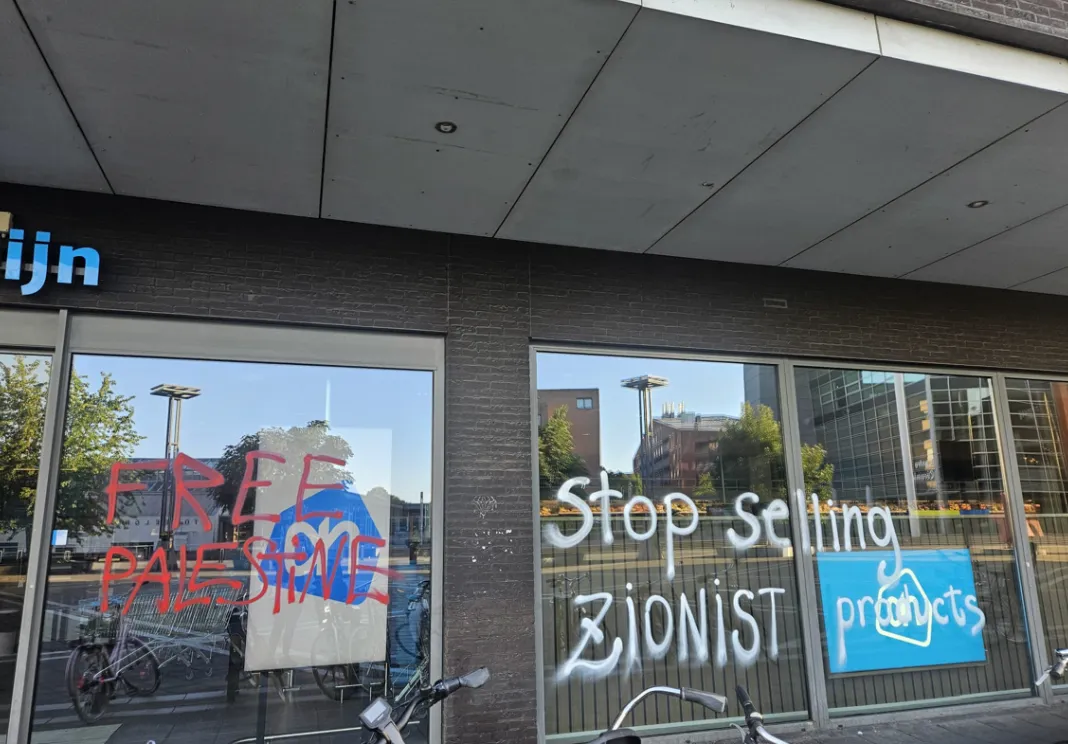 ijn
FREE
PALESTINE
Stop selling
ZIONIST
products